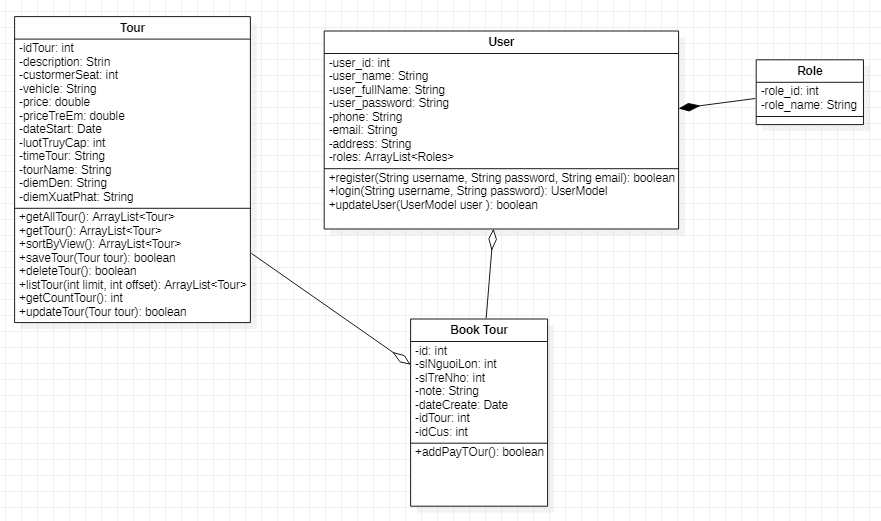 Tour
-idTour: int
-description: Strin
-custormerSeat: int
-vehicle: String
-price: double
-priceTreEm: double
-dateStart: Date
-luotTruyCap: int
-timeTour: String
-tourName: String
-diemDen: String
-diemXuatPhat: String
+getAllTour(): ArrayList<Tour>
+getTour(): ArrayList<Tour>
+sortByView(): ArrayList<Tour>
+saveTour(Tour tour): boolean
+deleteTour(): boolean
+listTour(int limit, int offset): ArrayList<Tour>
+getCountTour(): int
+updateTour(Tour tour): boolean
User
-user_id: int
-user_name: String
-user_fullName: String
-user_password: String
-phone: String
-email: String
-address: String
-roles: ArrayList<Roles>
+register(String username, String password, String email): boolean
+login(String username, String password): UserModel
+updateUser(UserModel user ): boolean
Role
-role_id: int
-role_name: String
Book Tour
-id: int
-slNguoiLon: int
-slTreNho: int
-note: String
-dateCreate: Date
-idTour: int
-idCus: int
+addPayTOur(): boolean